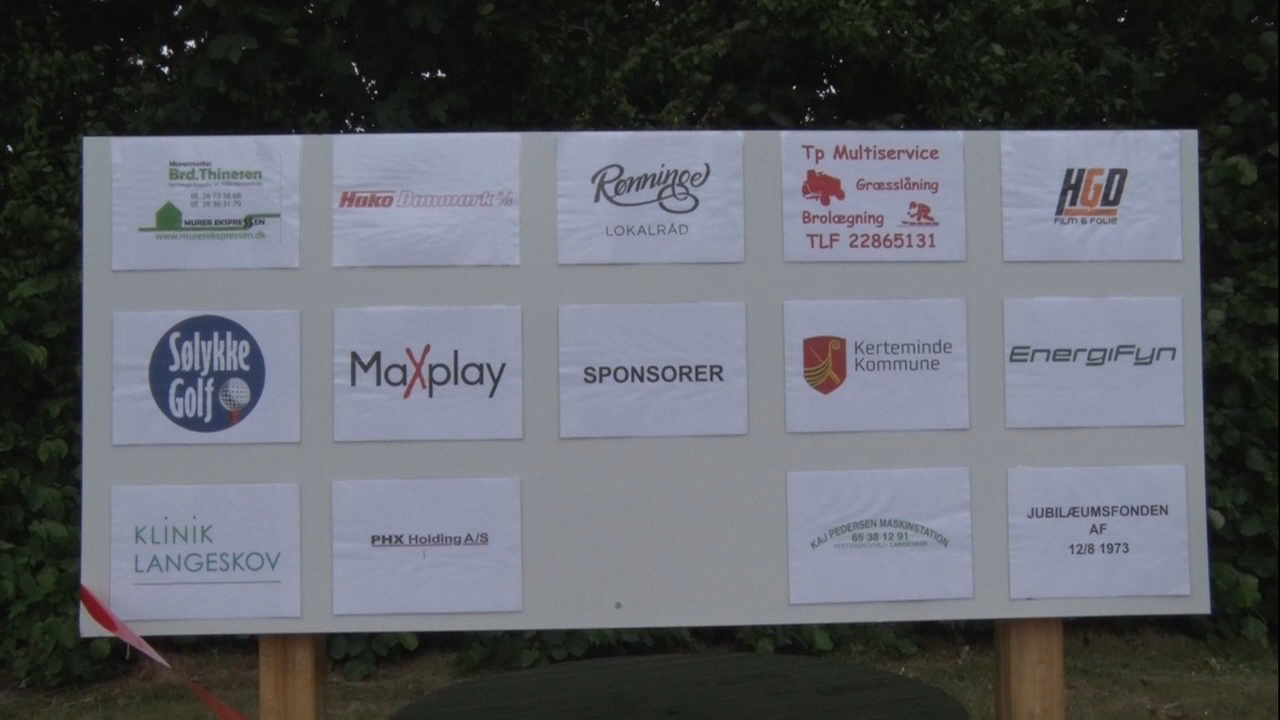 Murermester
Brd.Thinesen
MURER EKSPRESSEN
www.murerekspressen.dk
Hako Danmark A/S
Rønninge
LOKALRÅD
Tp Multiservice
Græsslåning
Brolægning
TLF 22865131
HGD
FILM & FOLIE
Sølykke
Golf
MaXplay
SPONSORER
Kerteminde
Kommune
EnergiFyn
KLINIK
LANGESKOV
PHX Holding A/S
KAJ PEDERSEN MASKINSTATION
65 38 12 91
LANGESKOV
JUBILÆUMSFONDEN
AF
12/8 1973